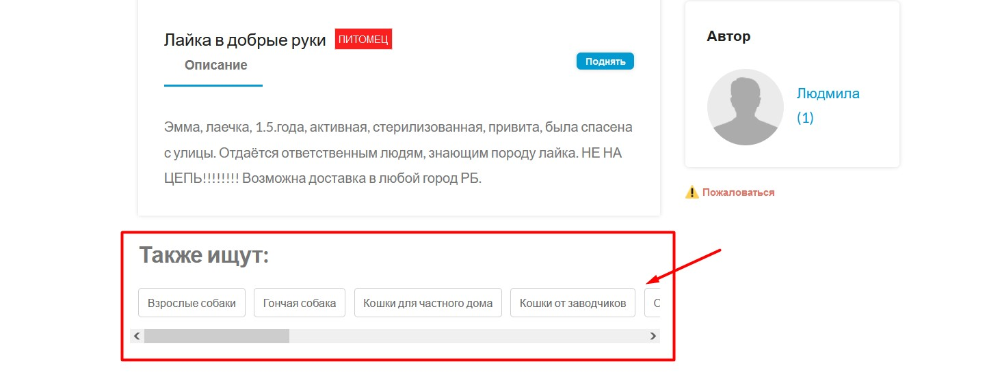 Лайка в добрые руки ПИТОМЕЦ
Описание
Поднять
Эмма, лаечка, 1.5.года, активная, стерилизованная, привита, была спасена
с улицы. Отдаётся ответственным людям, знающим породу лайка. НЕ НА
ЦЕПЬ!!!!!!!! Возможна доставка в любой город РБ.
Автор
Людмила
(1)
Пожаловаться
Также ищут:
Взрослые собаки Гончая собака Кошки для частного дома Кошки от заводчиков